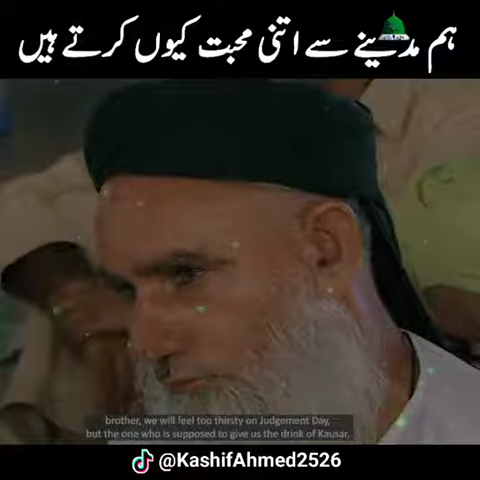 ہم مدینے سے اتنی محبت کیوں کرتے ہیں
brother, we will feel too thirsty on Judgement Day,
but the one who is supposed to give us the drink of Kausar,
@KashifAhmed2526